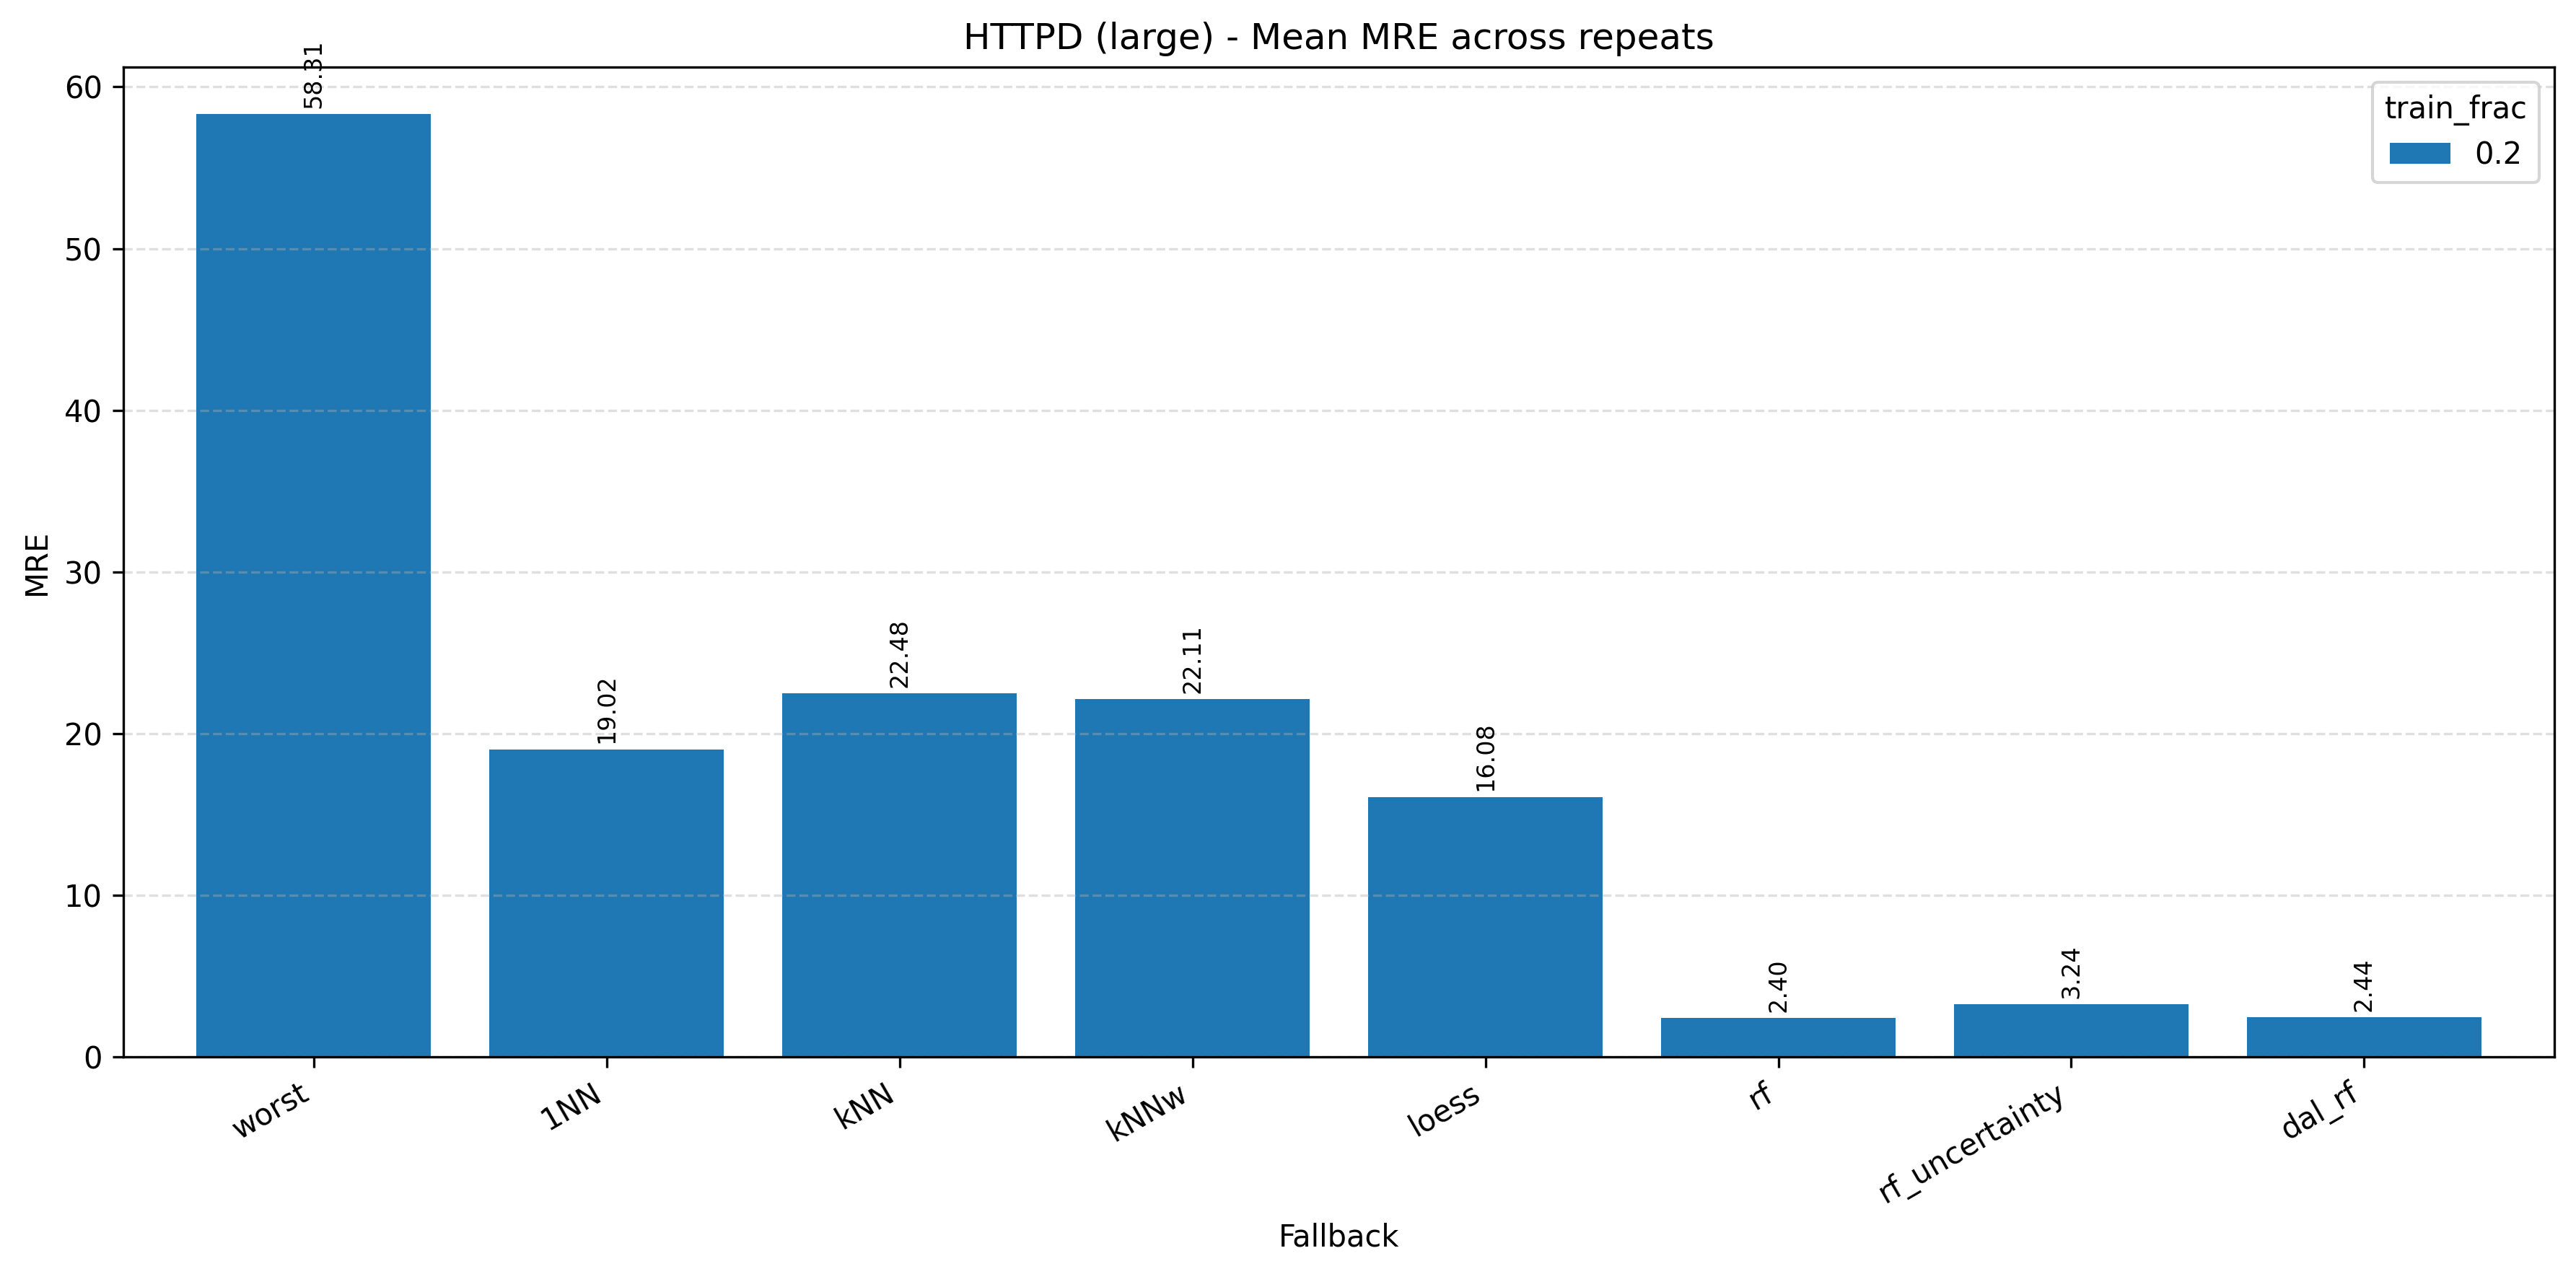 HTTPD (large) - Mean MRE across repeats
train_frac
0.2
MRE
60
50
40
30
20
10
0
58.31
19.02
22.48
22.11
16.08
2.40
3.24
2.44
worst
1NN
kNN
kNNw
loess
rf
rf_uncertainty
dal_rf
Fallback